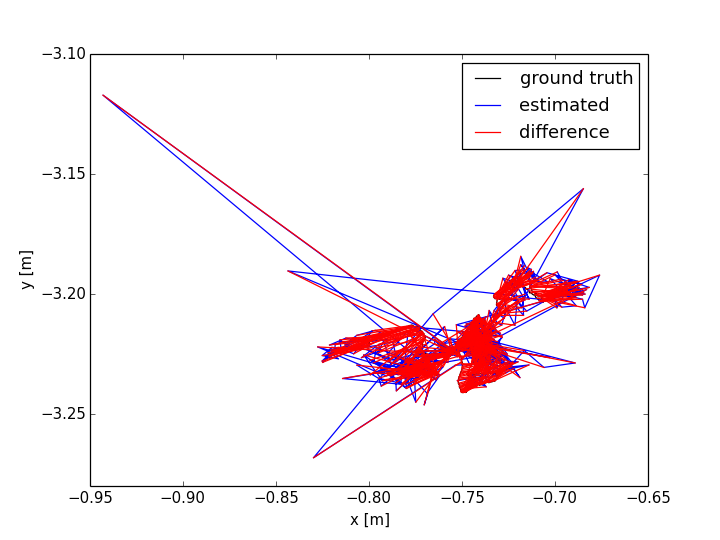 −3.10
−3.15
−3.20
−3.25
y [m]
ground truth
estimated
difference
−0.95
−0.90
−0.85
−0.80
−0.75
−0.70
−0.65
x [m]